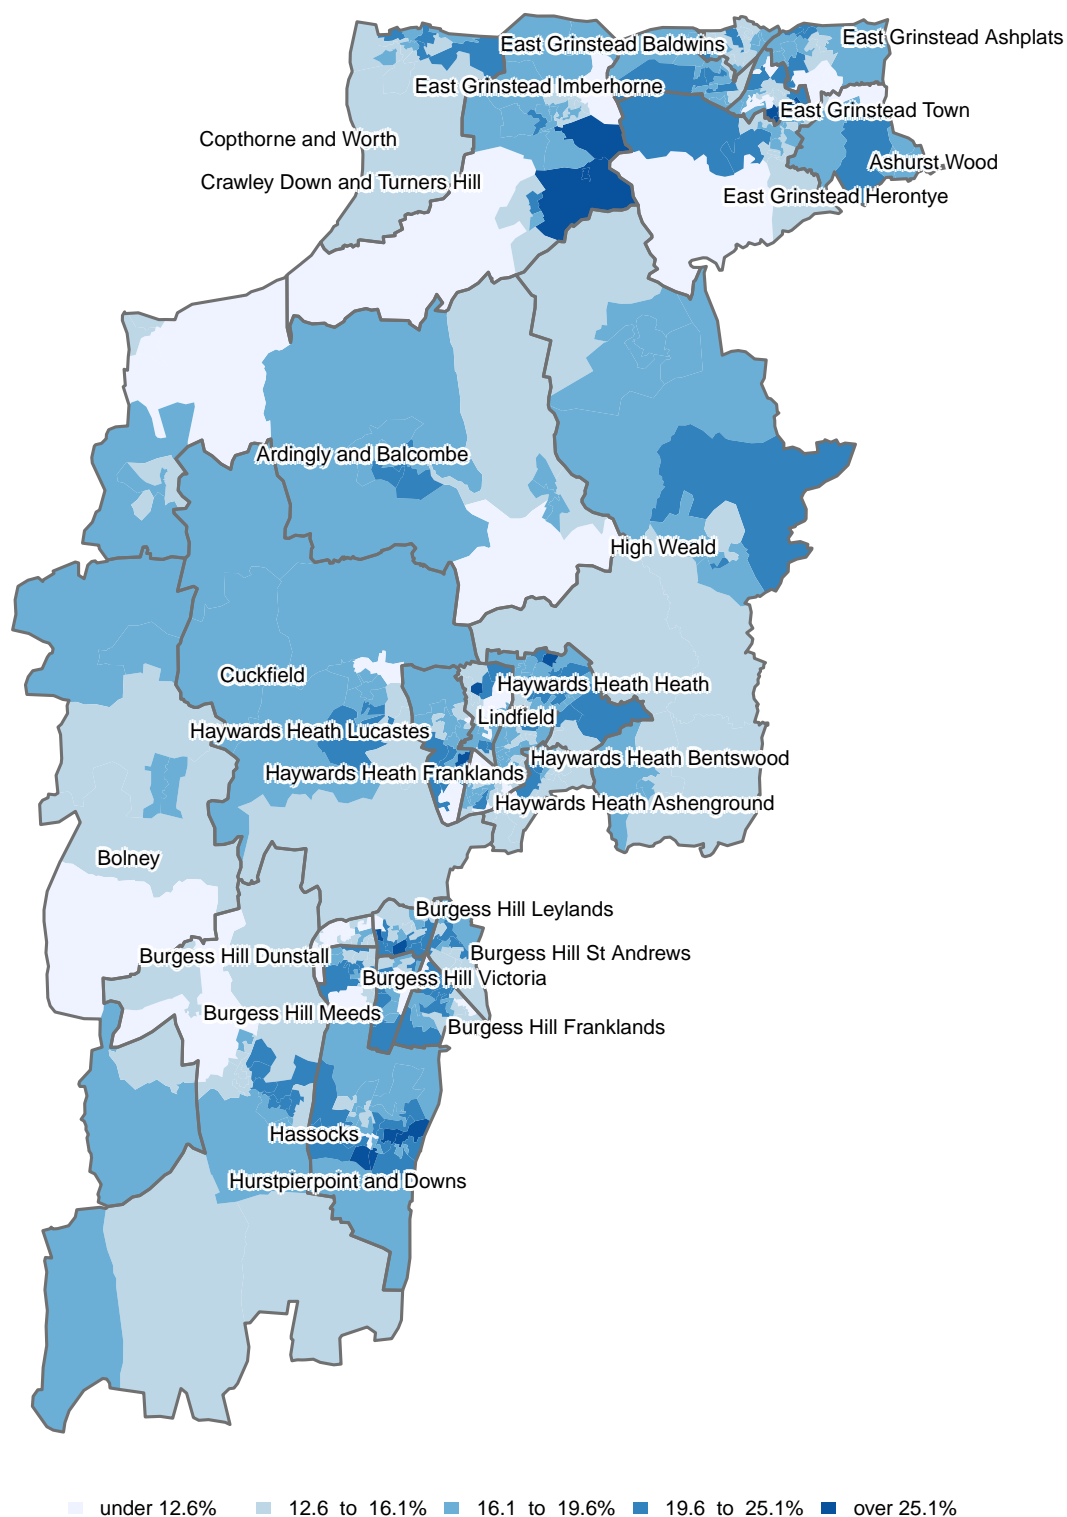 East Grinstead Ashplats
East Grinstead Baldwins
East Grinstead Imberhorne
East Grinstead Town
Copthorne and Worth
Ashurst Wood
Crawley Down and Turners Hill
East Grinstead Herontye
Ardingly and Balcombe
High Weald
Cuckfield
Haywards Heath Heath
Lindfield
Haywards Heath Lucastes
Haywards Heath Bentswood
Haywards Heath Franklands
Haywards Heath Ashenground
Bolney
Burgess Hill Leylands
Burgess Hill Dunstall
Burgess Hill St Andrews
Burgess Hill Victoria
Burgess Hill Meeds
Burgess Hill Franklands
Hassocks
Hurstpierpoint and Downs
under 12.6% 12.6 to 16.1% 16.1 to 19.6% 19.6 to 25.1% over 25.1%